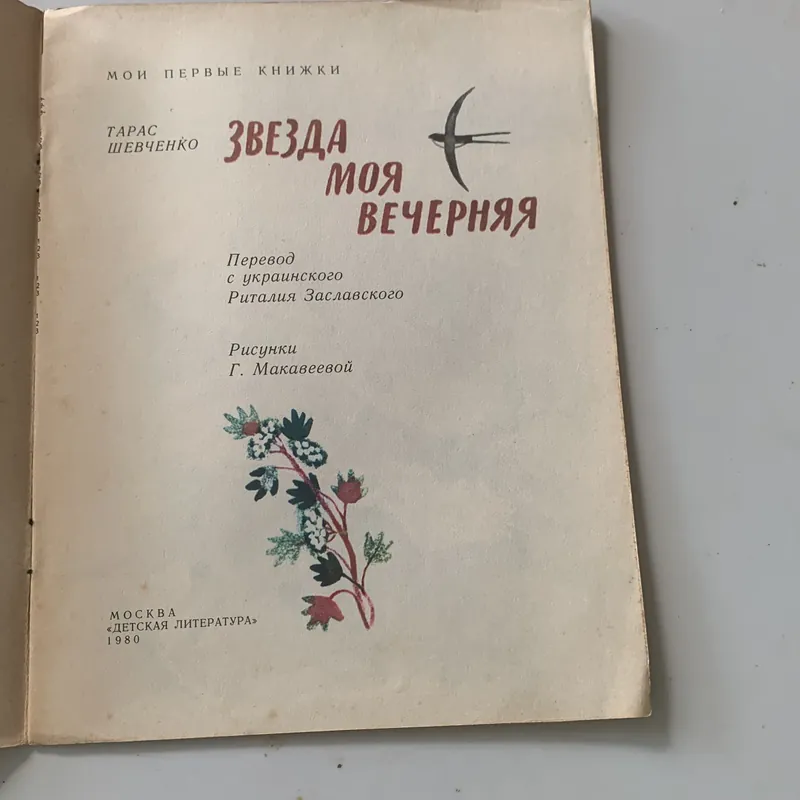 МОИ ПЕРВЫЕ КНИЖКИ
ТАРАС
ШЕВЧЕНКО
ЗВЕЗДА
МОЯ
ВЕЧЕРНЯЯ
Перевод
с украинского
Риталия Заславского
Рисунки
Г. Макавеевой
МОСКВА
«ДЕТСКАЯ ЛИТЕРАТУРА»
1980